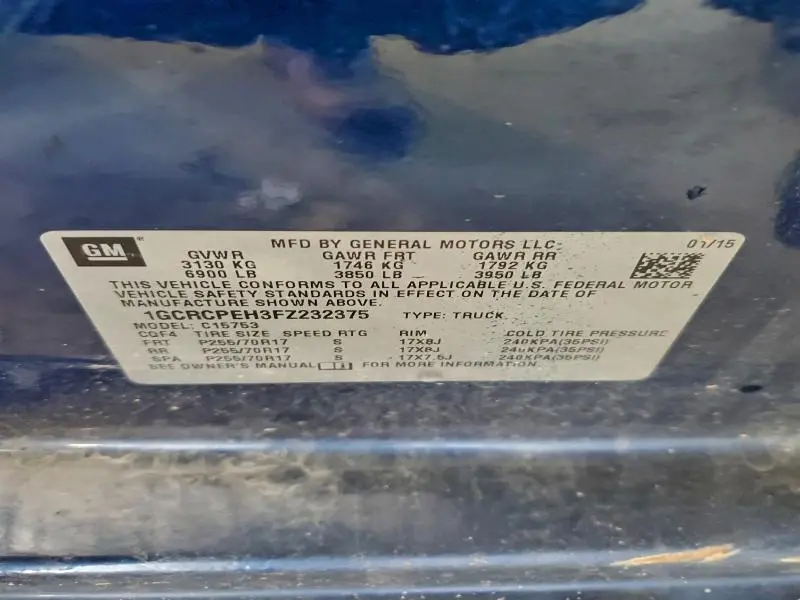 GM
MFD BY GENERAL MOTORS LLC 01/15
GVWR GAWR FRT GAWR RR
3130 KG 1746 KG 1792 KG
6900 LB 3850 LB 3950 LB
THIS VEHICLE CONFORMS TO ALL APPLICABLE U.S. FEDERAL MOTOR
VEHICLE SAFETY STANDARDS IN EFFECT ON THE DATE OF
MANUFACTURE SHOWN ABOVE.
1GCRCPEH3FZ232375 TYPE: TRUCK
MODEL: C15753
CQF4 TIRE SIZE SPEED RTG RIM COLD TIRE PRESSURE
FRT P255/70R17 S 17X8J 240KPA(35PSI)
RR P255/70R17 S 17X8J 240KPA(35PSI)
SPA P255/70R17 S 17X7.5J 240KPA(35PSI)
SEE OWNER'S MANUAL FOR MORE INFORMATION